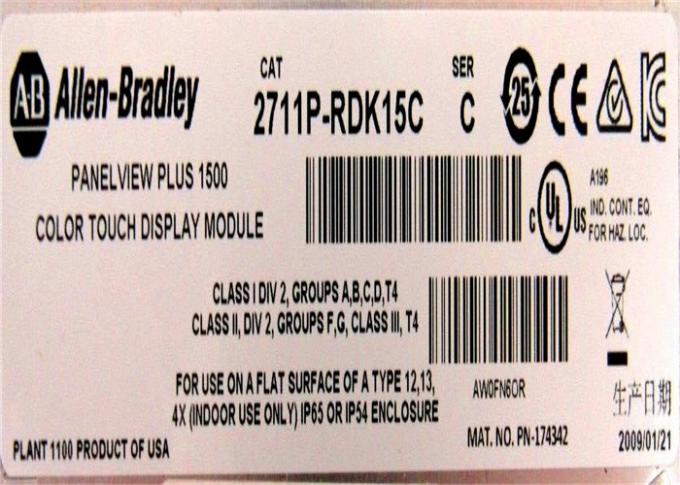 AB Allen-Bradley
CAT
SER
2711P-RDK15C
C
25
CE
PANELVIEW PLUS 1500
COLOR TOUCH DISPLAY MODULE
C UL US
A196
IND. CONT. EQ.
FOR HAZ. LOC.
CLASS I DIV 2, GROUPS A,B,C,D,T4
CLASS II, DIV 2, GROUPS F,G, CLASS III, T4
FOR USE ON A FLAT SURFACE OF A TYPE 12,13,
4X (INDOOR USE ONLY) IP65 OR IP54 ENCLOSURE
AW0FN6OR
生产日期
PLANT 1100 PRODUCT OF USA
MAT. NO. PN-174342
2009/01/21